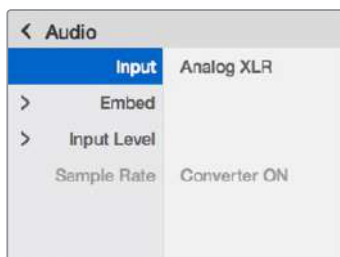 < Audio
Input Analog XLR
> Embed
> Input Level
Sample Rate Converter ON